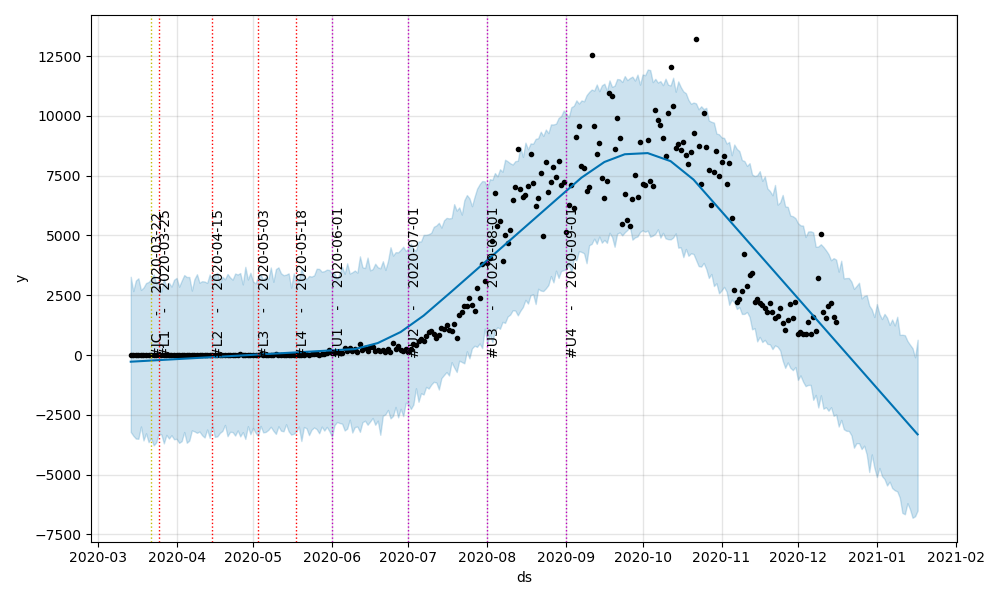 12500
10000
7500
5000
2500
0
−2500
−5000
−7500
y
#JC - 2020-03-22
#L1 - 2020-03-25
#L2 - 2020-04-15
#L3 - 2020-05-03
#L4 - 2020-05-18
#U1 - 2020-06-01
#U2 - 2020-07-01
#U3 - 2020-08-01
#U4 - 2020-09-01
2020-03 2020-04 2020-05 2020-06 2020-07 2020-08 2020-09 2020-10 2020-11 2020-12 2021-01 2021-02
ds